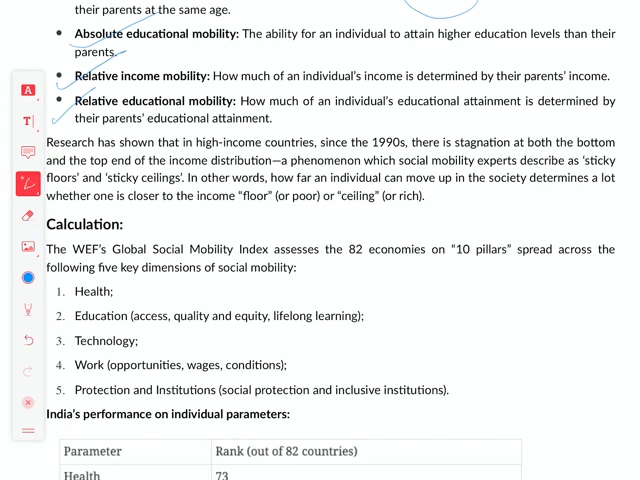 their parents at the same age.
• Absolute educational mobility: The ability for an individual to attain higher education levels than their
parents.
• Relative income mobility: How much of an individual's income is determined by their parents' income.
• Relative educational mobility: How much of an individual's educational attainment is determined by
their parents' educational attainment.
Research has shown that in high-income countries, since the 1990s, there is stagnation at both the bottom
and the top end of the income distribution—a phenomenon which social mobility experts describe as 'sticky
floors' and 'sticky ceilings'. In other words, how far an individual can move up in the society determines a lot
whether one is closer to the income "floor" (or poor) or "ceiling" (or rich).
Calculation:
The WEF's Global Social Mobility Index assesses the 82 economies on "10 pillars" spread across the
following five key dimensions of social mobility:
1. Health;
2. Education (access, quality and equity, lifelong learning);
3. Technology;
4. Work (opportunities, wages, conditions);
5. Protection and Institutions (social protection and inclusive institutions).
India's performance on individual parameters:
Parameter Rank (out of 82 countries)
Health 73
A
T